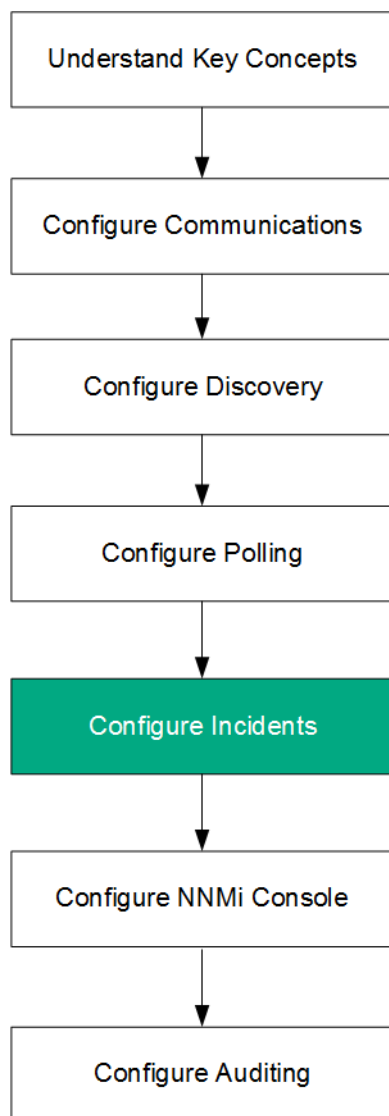 Understand Key Concepts
Configure Communications
Configure Discovery
Configure Polling
Configure Incidents
Configure NNMi Console
Configure Auditing